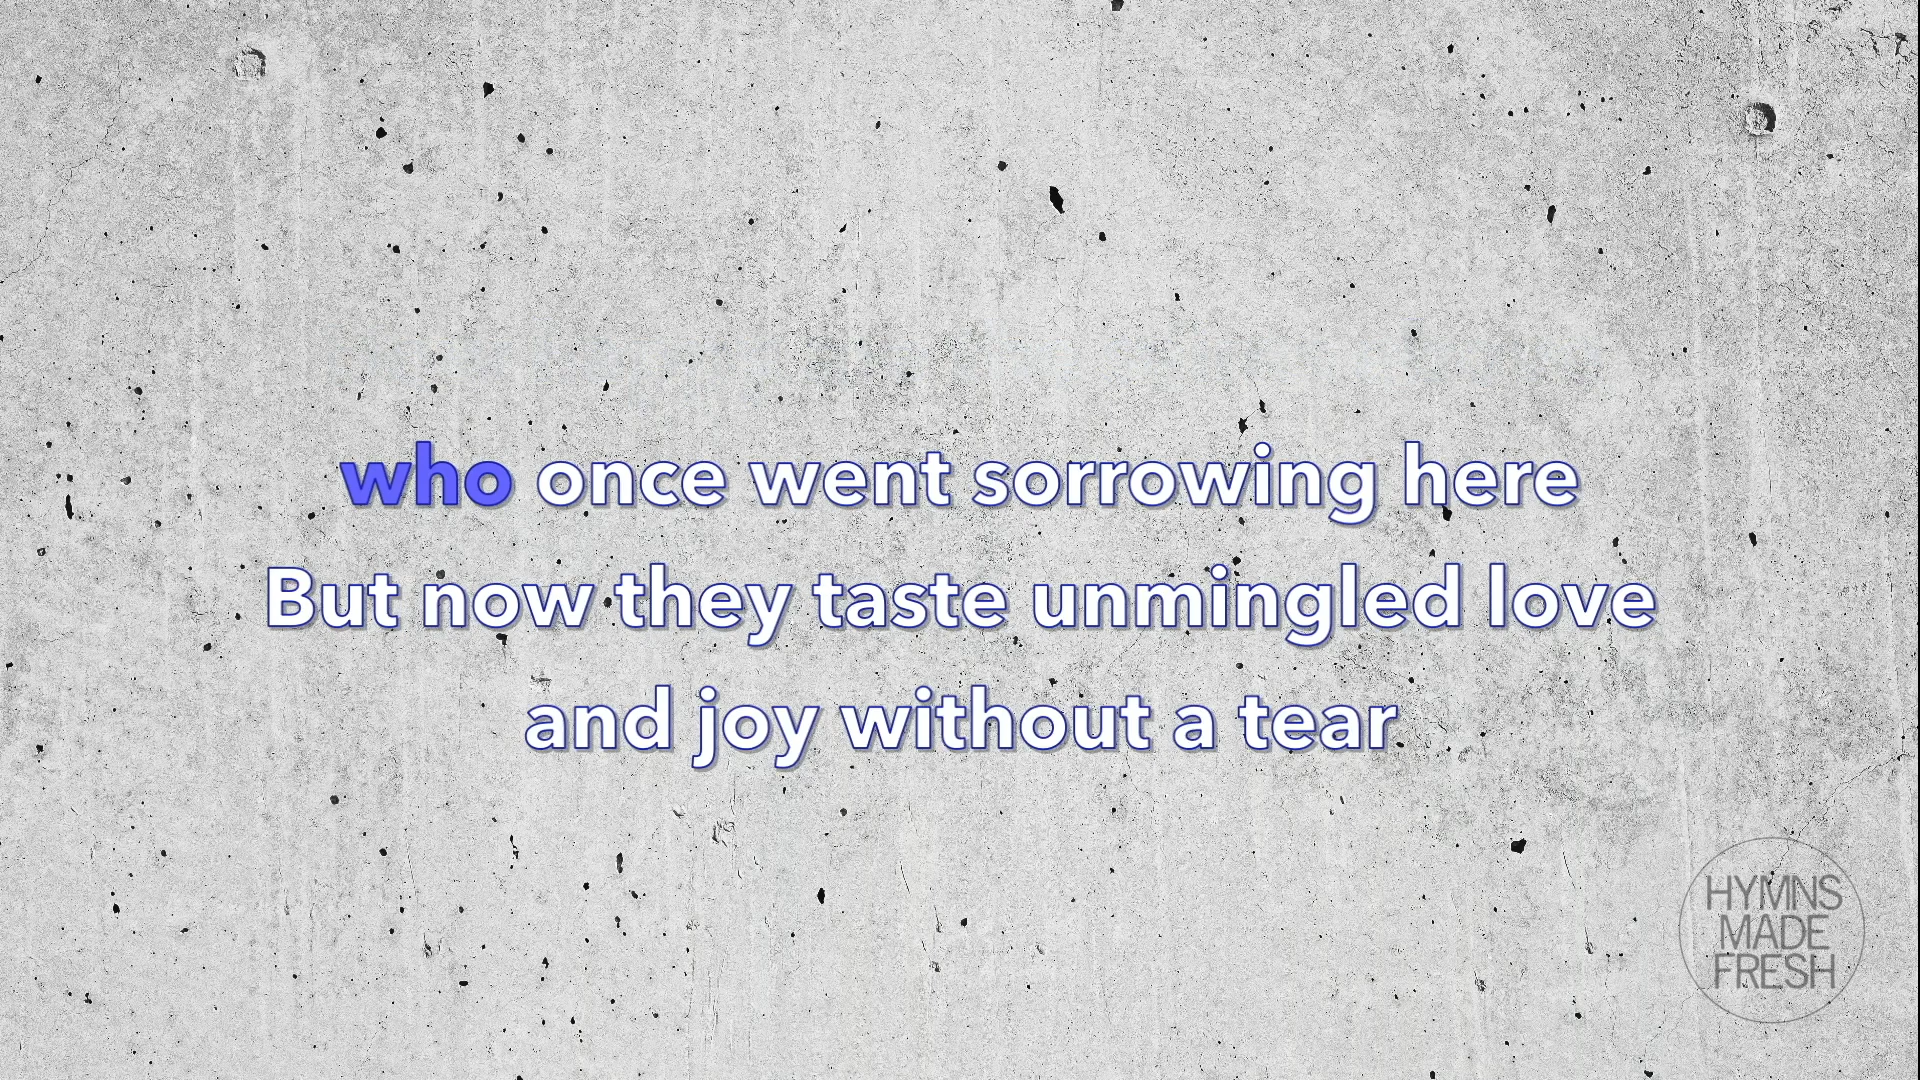 who once went sorrowing here
But now they taste unmingled love
and joy without a tear
HYMNS
MADE
FRESH